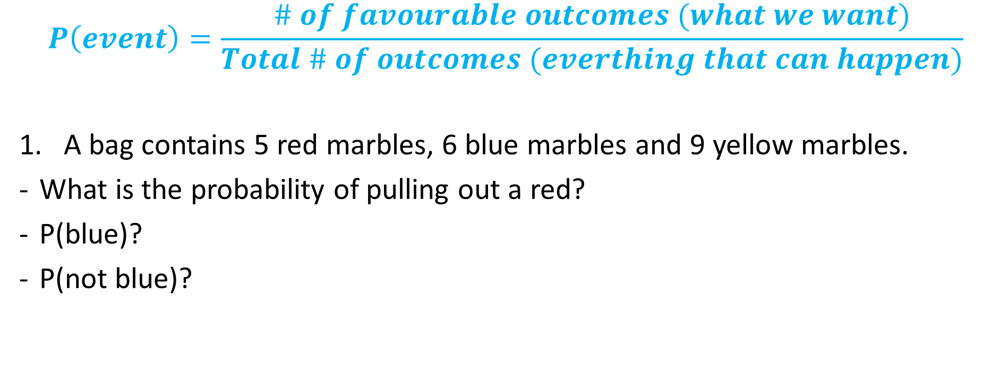 P(event) = # of favourable outcomes (what we want) / Total # of outcomes (everthing that can happen)
1. A bag contains 5 red marbles, 6 blue marbles and 9 yellow marbles.
- What is the probability of pulling out a red?
- P(blue)?
- P(not blue)?